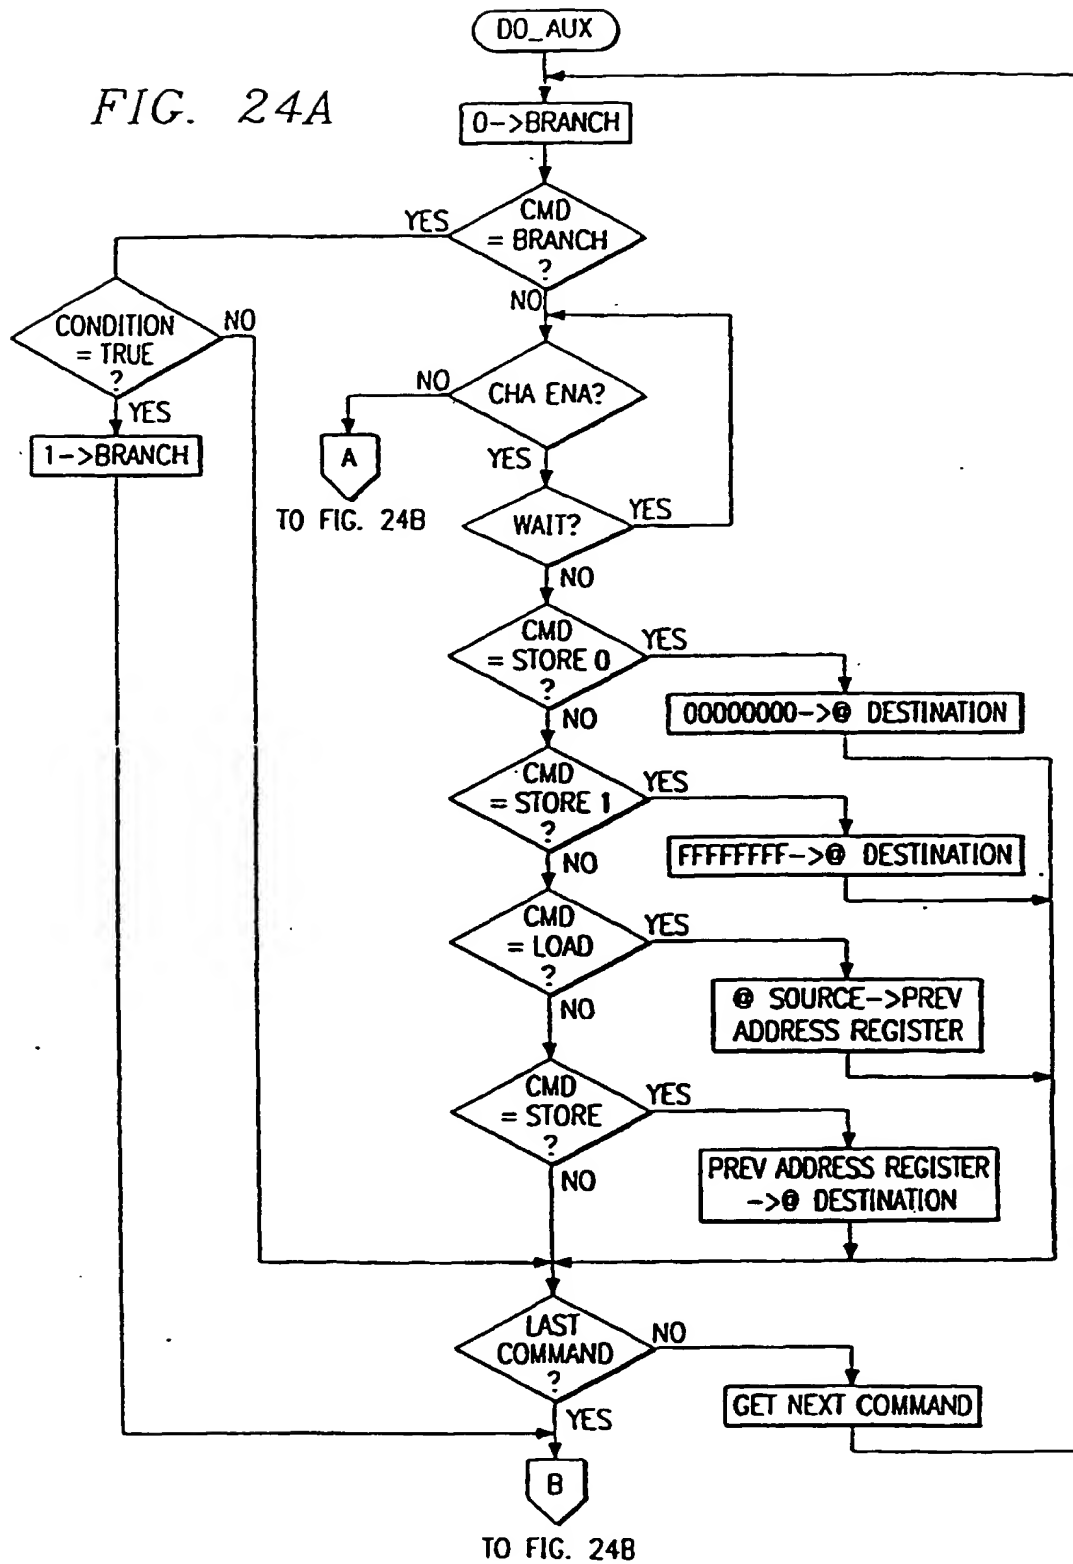 DO_AUX
FIG. 24A
0->BRANCH
CMD
= BRANCH
?
YES
NO
CONDITION
= TRUE
?
NO
YES
1->BRANCH
CHA ENA?
NO
A
TO FIG. 24B
YES
WAIT?
YES
NO
CMD
= STORE 0
?
YES
00000000->@ DESTINATION
NO
CMD
= STORE 1
?
YES
FFFFFFFF->@ DESTINATION
NO
CMD
= LOAD
?
YES
@ SOURCE->PREV
ADDRESS REGISTER
NO
CMD
= STORE
?
YES
PREV ADDRESS REGISTER
->@ DESTINATION
NO
LAST
COMMAND
?
NO
GET NEXT COMMAND
YES
B
TO FIG. 24B